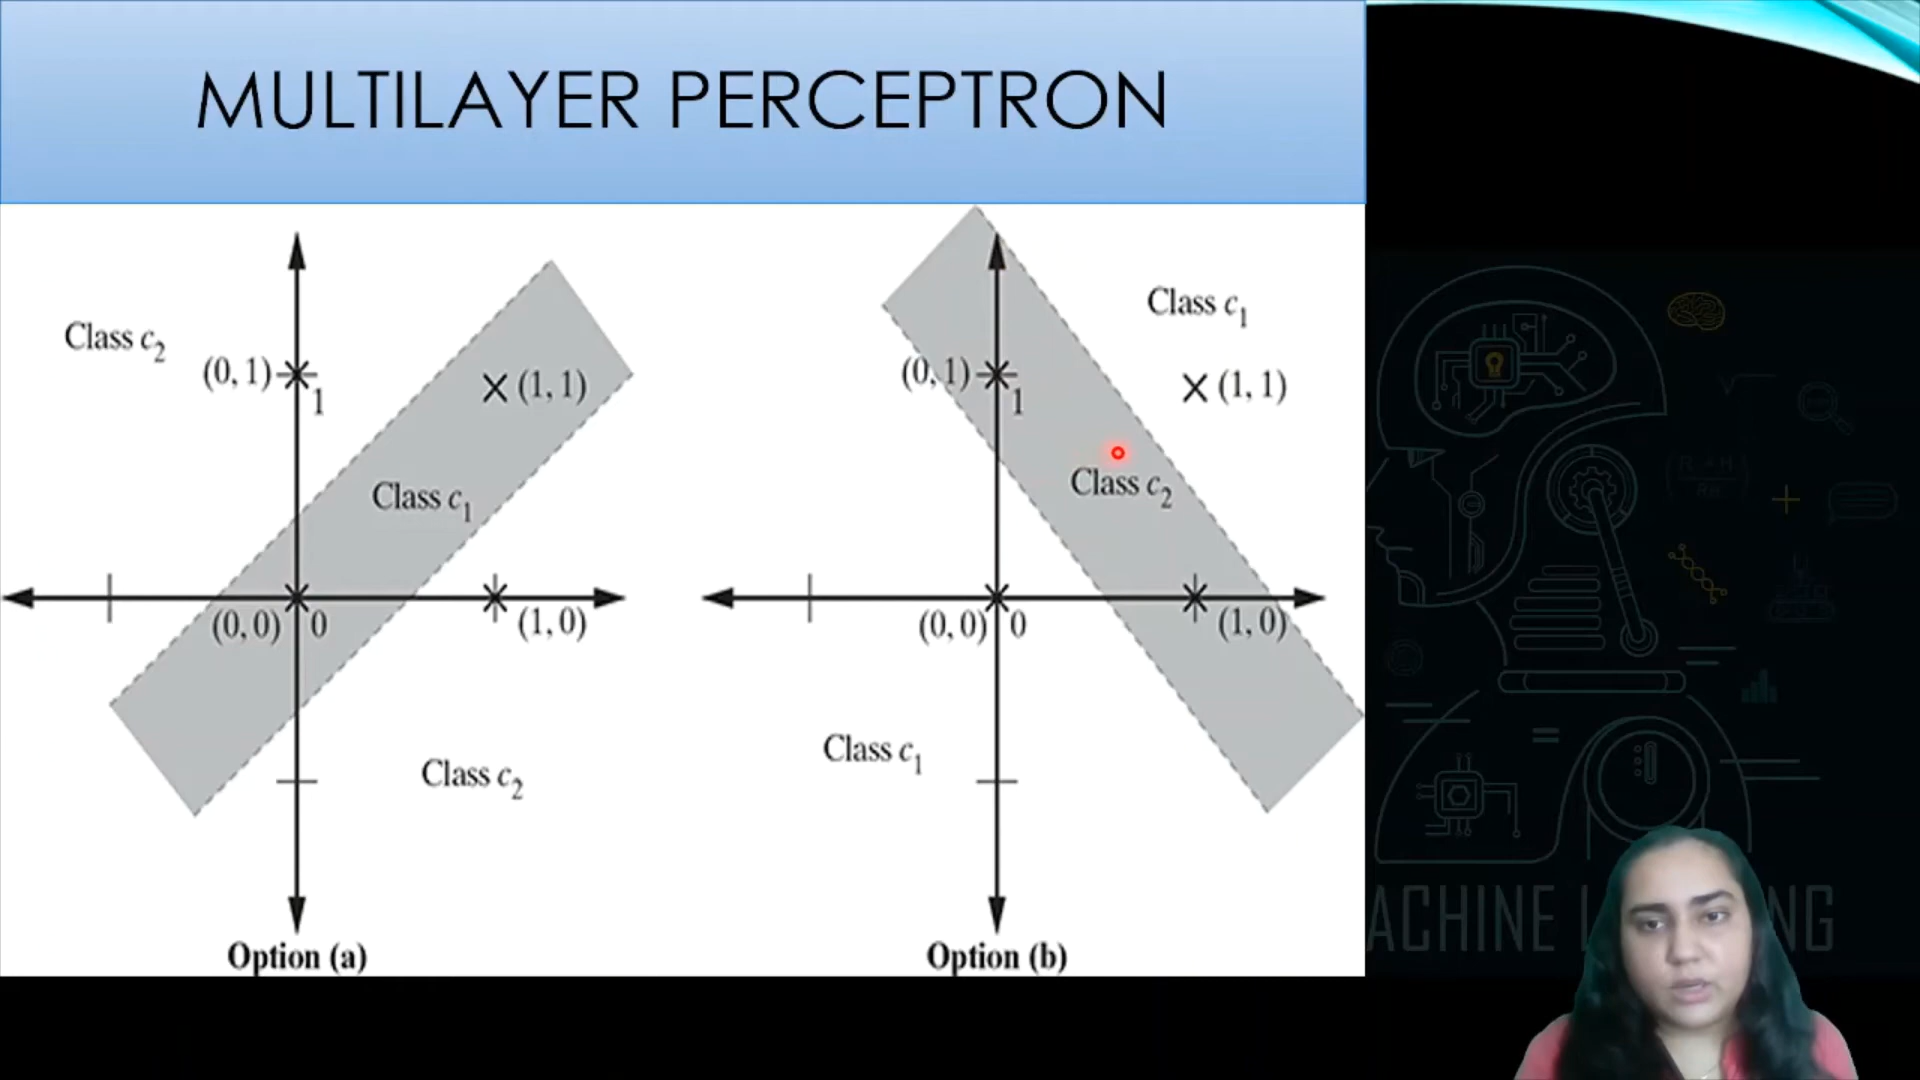 MULTILAYER PERCEPTRON
Class c2
(0, 1)
1
(1, 1)
Class c1
(0, 0)
0
(1, 0)
Class c2
Option (a)
Class c1
(0, 1)
1
(1, 1)
Class c2
(0, 0)
0
(1, 0)
Class c1
Option (b)
ACHINE L
NG